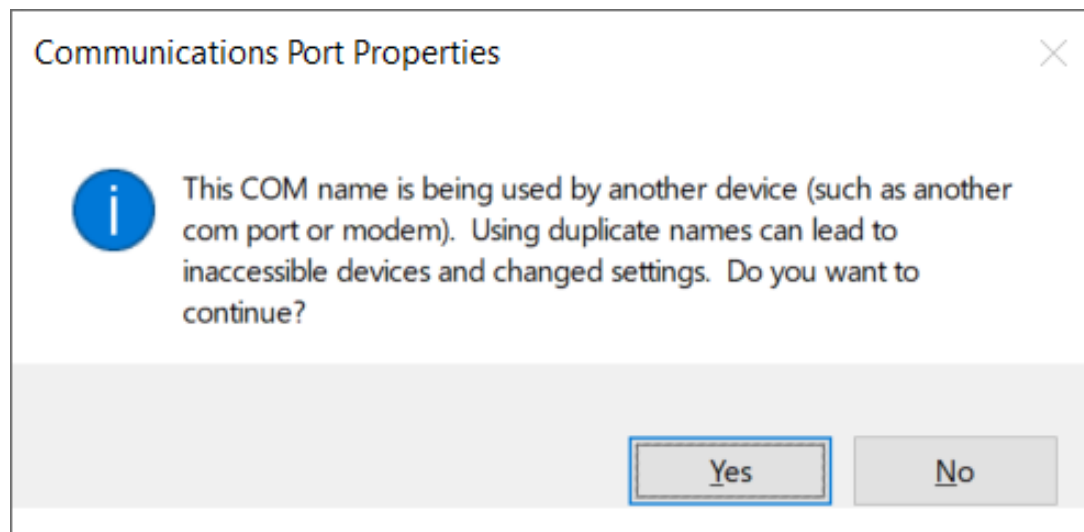 Communications Port Properties
This COM name is being used by another device (such as another
com port or modem).  Using duplicate names can lead to
inaccessible devices and changed settings.  Do you want to
continue?
Yes
No